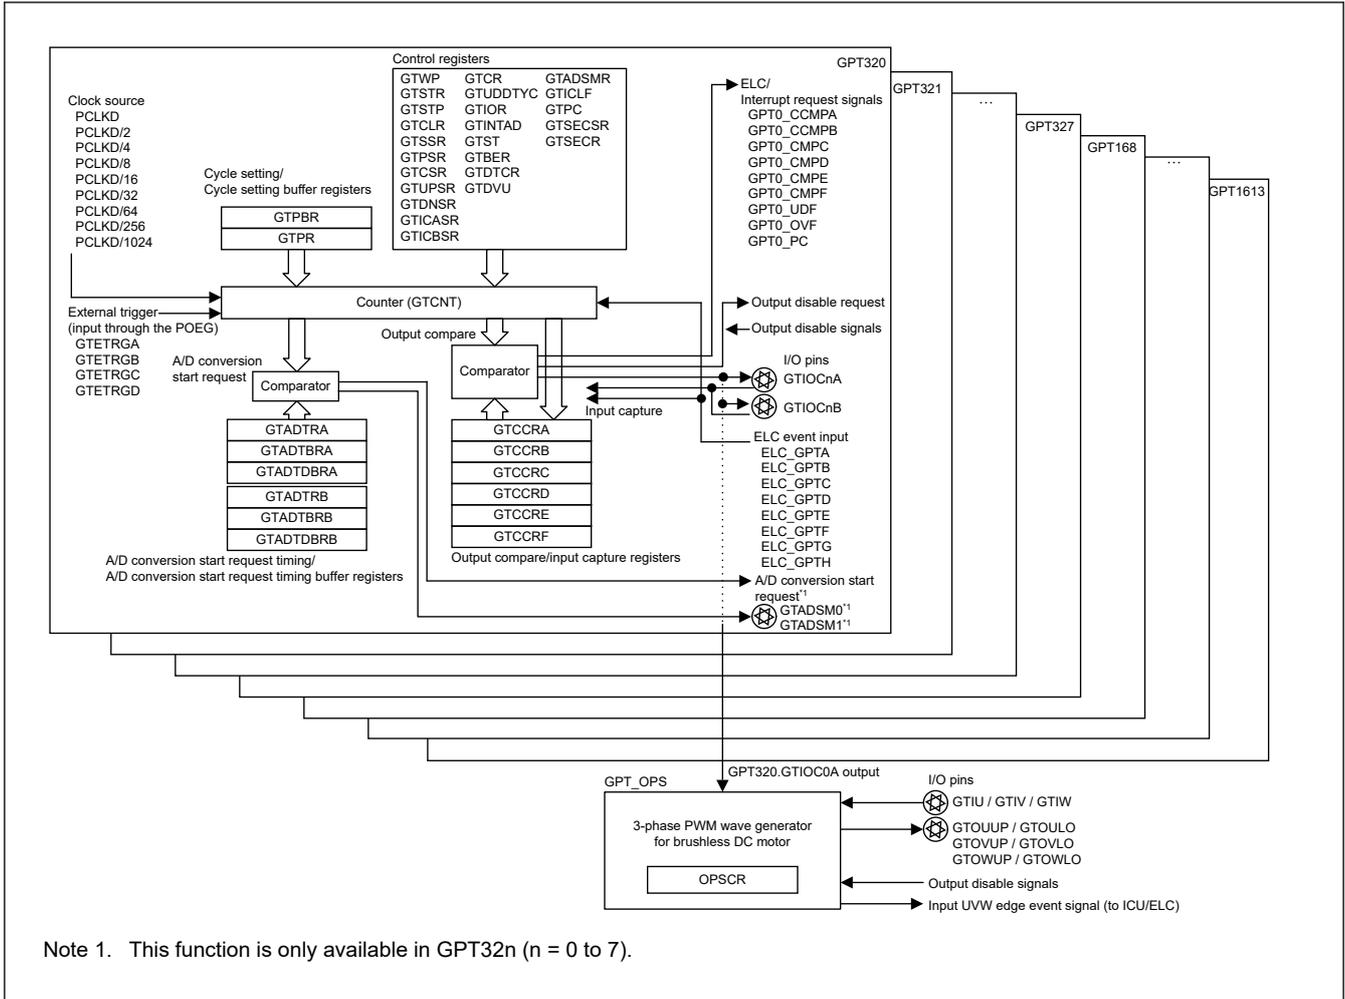 GPT320
GPT321
...
GPT327
GPT168
...
GPT1613
Clock source
PCLKD
PCLKD/2
PCLKD/4
PCLKD/8
PCLKD/16
PCLKD/32
PCLKD/64
PCLKD/256
PCLKD/1024
Cycle setting/
Cycle setting buffer registers
GTPBR
GTPR
Control registers
GTWP GTCR GTADSMR
GTSTR GTUDDTYC GTICLF
GTSTP GTIOR GTPC
GTCLR GTINTAD GTSECSR
GTSSR GTST GTSECR
GTPSR GTBER
GTCSR GTDTCR
GTUPSR GTDVU
GTDNSR
GTICASR
GTICBSR
ELC/
Interrupt request signals
GPT0_CCMPA
GPT0_CCMPB
GPT0_CMPC
GPT0_CMPD
GPT0_CMPE
GPT0_CMPF
GPT0_UDF
GPT0_OVF
GPT0_PC
Counter (GTCNT)
External trigger
(input through the POEG)
GTETRGA
GTETRGB
GTETRGC
GTETRGD
A/D conversion
start request
Comparator
Output compare
Comparator
Input capture
Output disable request
Output disable signals
I/O pins
GTIOCnA
GTIOCnB
GTADTRA
GTADTBRA
GTADTDBRA
GTADTRB
GTADTBRB
GTADTDBRB
A/D conversion start request timing/
A/D conversion start request timing buffer registers
GTCCRA
GTCCRB
GTCCRC
GTCCRD
GTCCRE
GTCCRF
Output compare/input capture registers
ELC event input
ELC_GPTA
ELC_GPTB
ELC_GPTC
ELC_GPTD
ELC_GPTE
ELC_GPTF
ELC_GPTG
ELC_GPTH
A/D conversion start
request*1
GTADSM0*1
GTADSM1*1
GPT320.GTIOC0A output
GPT_OPS
3-phase PWM wave generator
for brushless DC motor
OPSCR
I/O pins
GTIU / GTIV / GTIW
GTOUUP / GTOULO
GTOVUP / GTOVLO
GTOWUP / GTOWLO
Output disable signals
Input UVW edge event signal (to ICU/ELC)
Note 1. This function is only available in GPT32n (n = 0 to 7).